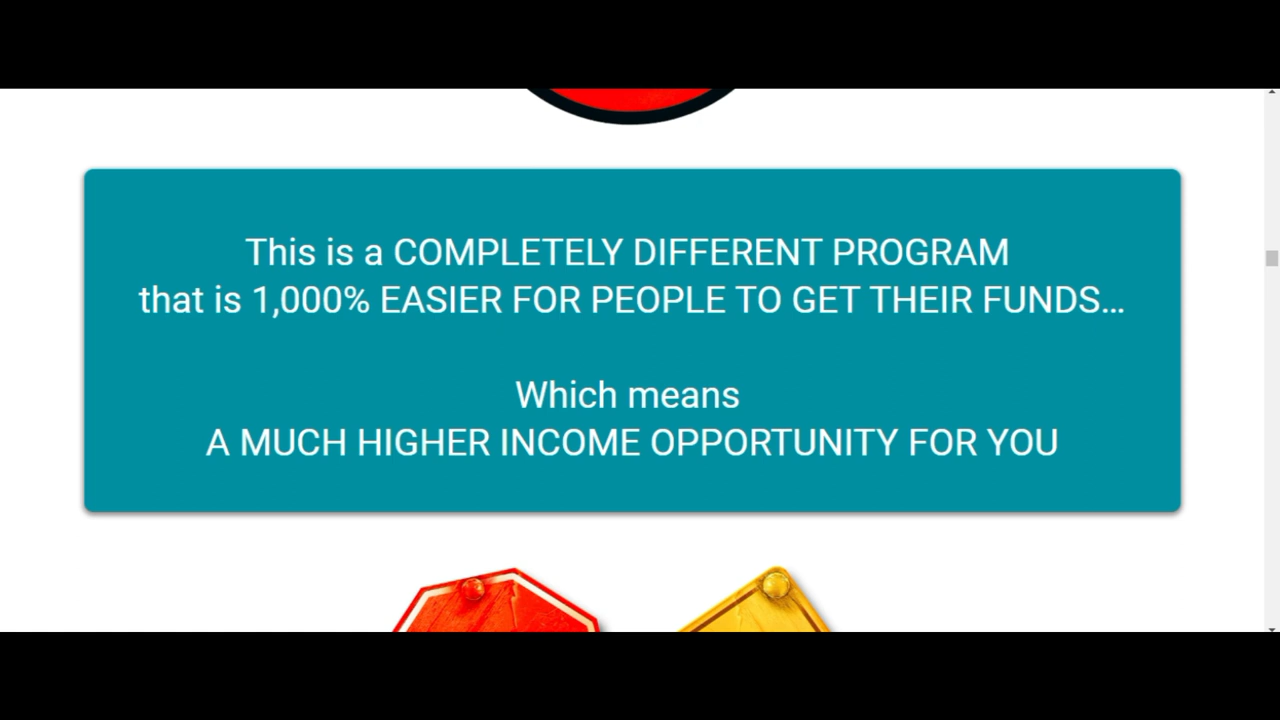 This is a COMPLETELY DIFFERENT PROGRAM
that is 1,000% EASIER FOR PEOPLE TO GET THEIR FUNDS...
Which means
A MUCH HIGHER INCOME OPPORTUNITY FOR YOU